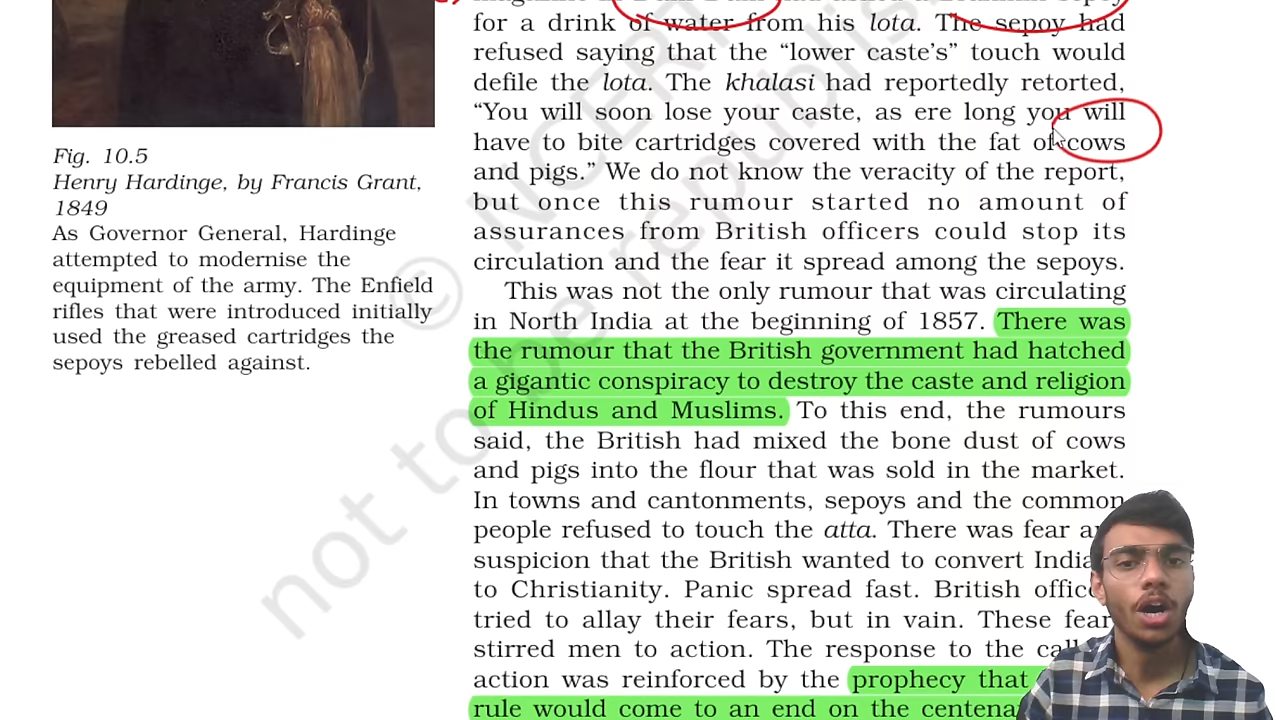 for a drink of water from his lota. The sepoy had
refused saying that the “lower caste’s” touch would
defile the lota. The khalasi had reportedly retorted,
“You will soon lose your caste, as ere long you will
have to bite cartridges covered with the fat of cows
and pigs.” We do not know the veracity of the report,
but once this rumour started no amount of
assurances from British officers could stop its
circulation and the fear it spread among the sepoys.
This was not the only rumour that was circulating
in North India at the beginning of 1857. There was
the rumour that the British government had hatched
a gigantic conspiracy to destroy the caste and religion
of Hindus and Muslims. To this end, the rumours
said, the British had mixed the bone dust of cows
and pigs into the flour that was sold in the market.
In towns and cantonments, sepoys and the common
people refused to touch the atta. There was fear
suspicion that the British wanted to convert
to Christianity. Panic spread fast. British
tried to allay their fears, but in vain. These
stirred men to action. The response to the
action was reinforced by the prophecy that
rule would come to an end on the
Fig. 10.5
Henry Hardinge, by Francis Grant,
1849
As Governor General, Hardinge
attempted to modernise the
equipment of the army. The Enfield
rifles that were introduced initially
used the greased cartridges the
sepoys rebelled against.
© NCERT
not to be republished